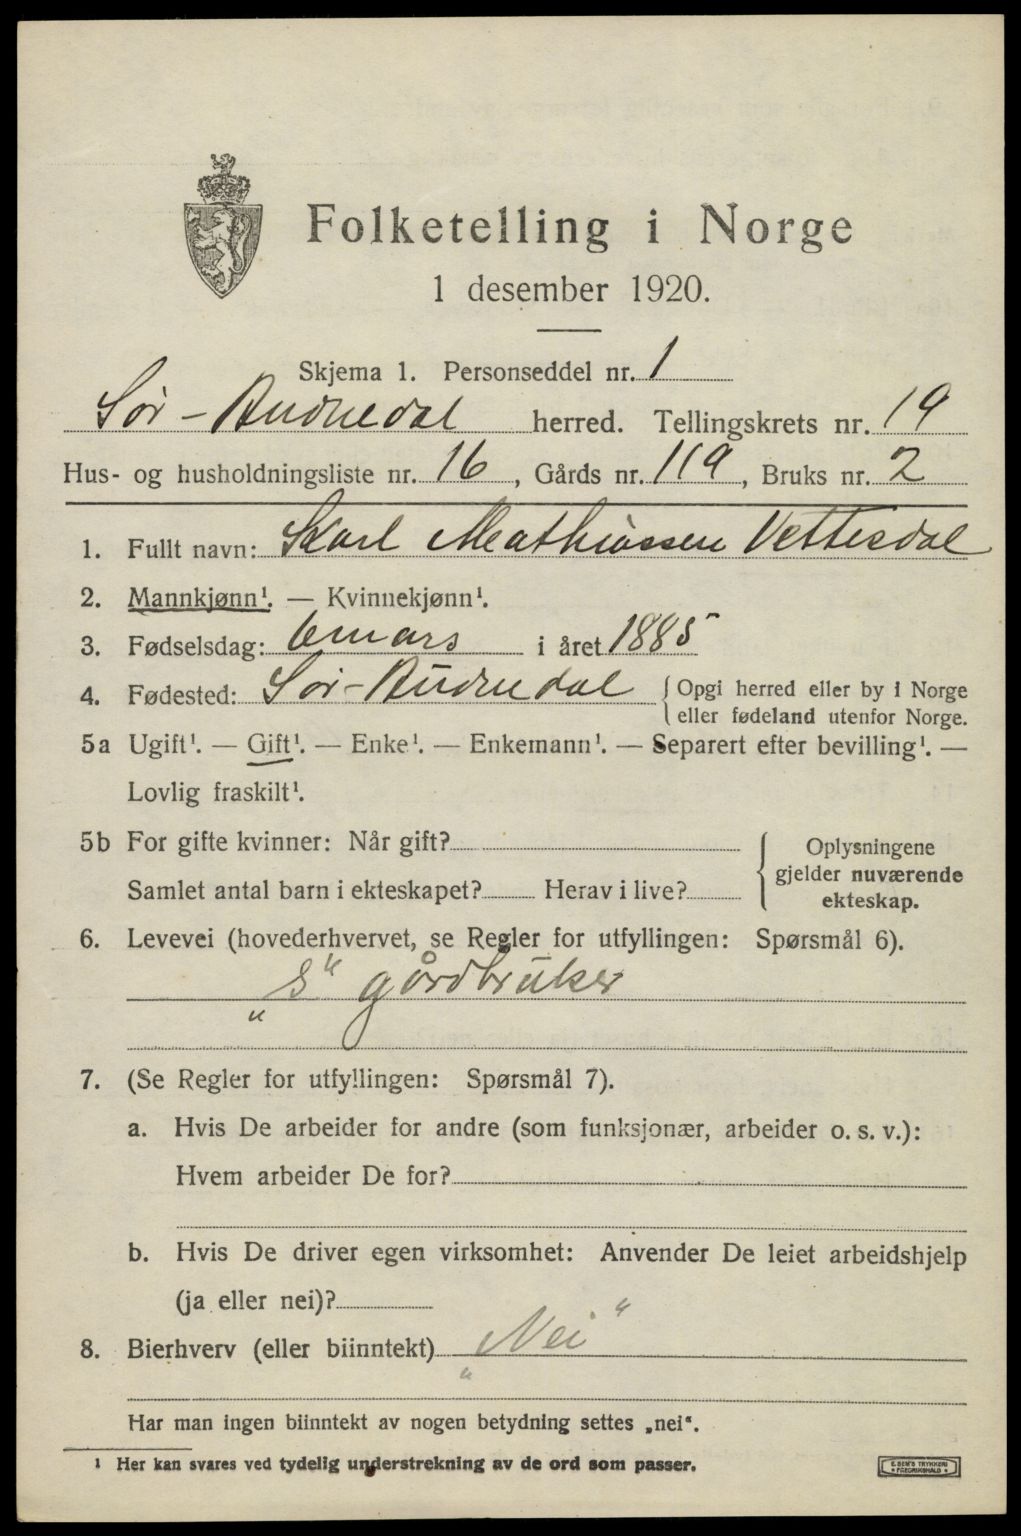 Folketelling i Norge
1 desember 1920.
Skjema 1. Personseddel nr. 1
Sör-Audnedal herred. Tellingskrets nr. 19
Hus- og husholdningsliste nr. 16, Gårds nr. 119, Bruks nr. 2
1. Fullt navn: Karl Mathiassen Vettesdal
2. Mannkjønn¹. — Kvinnekjønn¹.
3. Fødselsdag: 6 mars i året 1885
4. Fødested: Sör-Audnedal { Opgi herred eller by i Norge
eller fødeland utenfor Norge.
5a Ugift¹. — Gift¹. — Enke¹. — Enkemann¹. — Separert efter bevilling¹. —
Lovlig fraskilt¹.
5b For gifte kvinner: Når gift?
Samlet antal barn i ekteskapet? Herav i live?
{ Oplysningene
gjelder nuværende
ekteskap.
6. Levevei (hovederhvervet, se Regler for utfyllingen: Spørsmål 6).
„S“ gårdbruker
7. (Se Regler for utfyllingen: Spørsmål 7).
a. Hvis De arbeider for andre (som funksjonær, arbeider o. s. v.):
Hvem arbeider De for?
b. Hvis De driver egen virksomhet: Anvender De leiet arbeidshjelp
(ja eller nei)?
8. Bierhverv (eller biinntekt) „Nei“
Har man ingen biinntekt av nogen betydning settes „nei“.
¹ Her kan svares ved tydelig understrekning av de ord som passer.
E. SEM'S TRYKKERI
FREDRIKSHALD